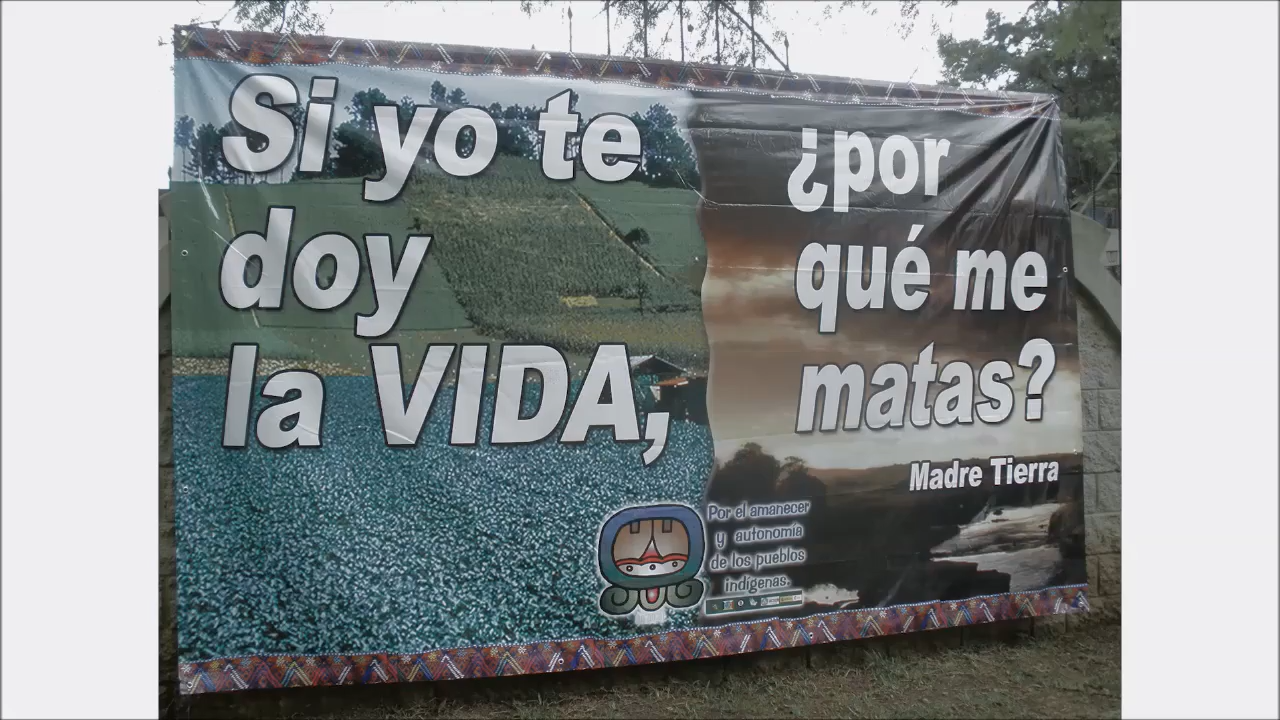 Si yo te
doy
la VIDA,
¿por
qué me
matas?
Madre Tierra
Por el amanecer
y autonomía
de los pueblos
indígenas.